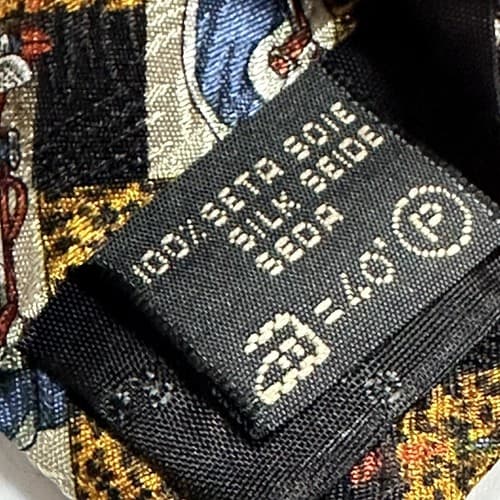 100% SETA SOIE
SILK SEIDE
SEDA
=40° P